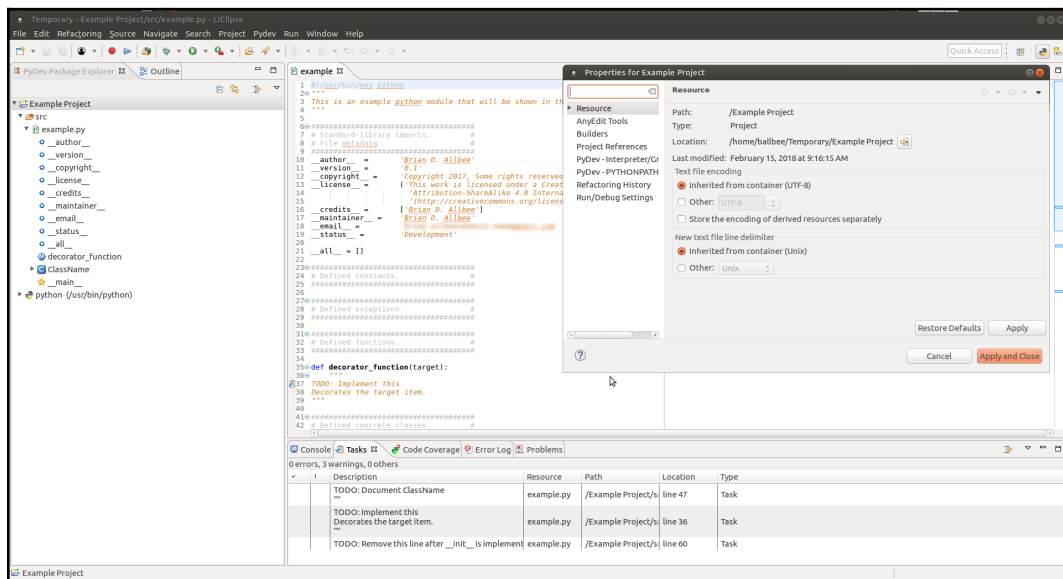 Temporary - Example Project/src/example.py - LiClipse
File Edit Refactoring Source Navigate Search Project Pydev Run Window Help
Quick Access
PyDev Package Explorer
Outline
Example Project
src
example.py
__author__
__version__
__copyright__
__license__
__credits__
__maintainer__
__email__
__status__
__all__
decorator_function
ClassName
__main__
python (/usr/bin/python)
example
1 #!/usr/bin/env python
2 """
3 This is an example python module that will be shown in th
4 """
5
6 #######################################
7 # Standard-library imports. #
8 # File metadata #
9 #######################################
10 __author__ = 'Brian D. Allbee'
11 __version__ = '0.1'
12 __copyright__ = 'Copyright 2017, Some rights reserved
13 __license__ = ('This work is licensed under a Creat
14 'Attribution-ShareAlike 4.0 Interna
15 '(http://creativecommons.org/licens
16 __credits__ = ['Brian D. Allbee']
17 __maintainer__ = 'Brian D. Allbee'
18 __email__ =
19 __status__ = 'Development'
20
21 __all__ = []
22
23 #######################################
24 # Defined constants. #
25 #######################################
26
27 #######################################
28 # Defined exceptions. #
29 #######################################
30
31 #######################################
32 # Defined functions. #
33 #######################################
34
35 def decorator_function(target):
36 """
37 TODO: Implement this
38 Decorates the target item.
39 """
40
41 #######################################
42 # Defined concrete classes. #
Properties for Example Project
Resource
AnyEdit Tools
Builders
Project References
PyDev - Interpreter/Gr
PyDev - PYTHONPATH
Refactoring History
Run/Debug Settings
Resource
Path: /Example Project
Type: Project
Location: /home/ballbee/Temporary/Example Project
Last modified: February 15, 2018 at 9:16:15 AM
Text file encoding
Inherited from container (UTF-8)
Other: UTF-8
Store the encoding of derived resources separately
New text file line delimiter
Inherited from container (Unix)
Other: Unix
Restore Defaults Apply
Cancel Apply and Close
Console Tasks Code Coverage Error Log Problems
0 errors, 3 warnings, 0 others
! Description Resource Path Location Type
TODO: Document ClassName
""" example.py /Example Project/s line 47 Task
TODO: Implement this
Decorates the target item. example.py /Example Project/s line 36 Task
"""
TODO: Remove this line after __init__ is implement example.py /Example Project/s line 60 Task
Example Project